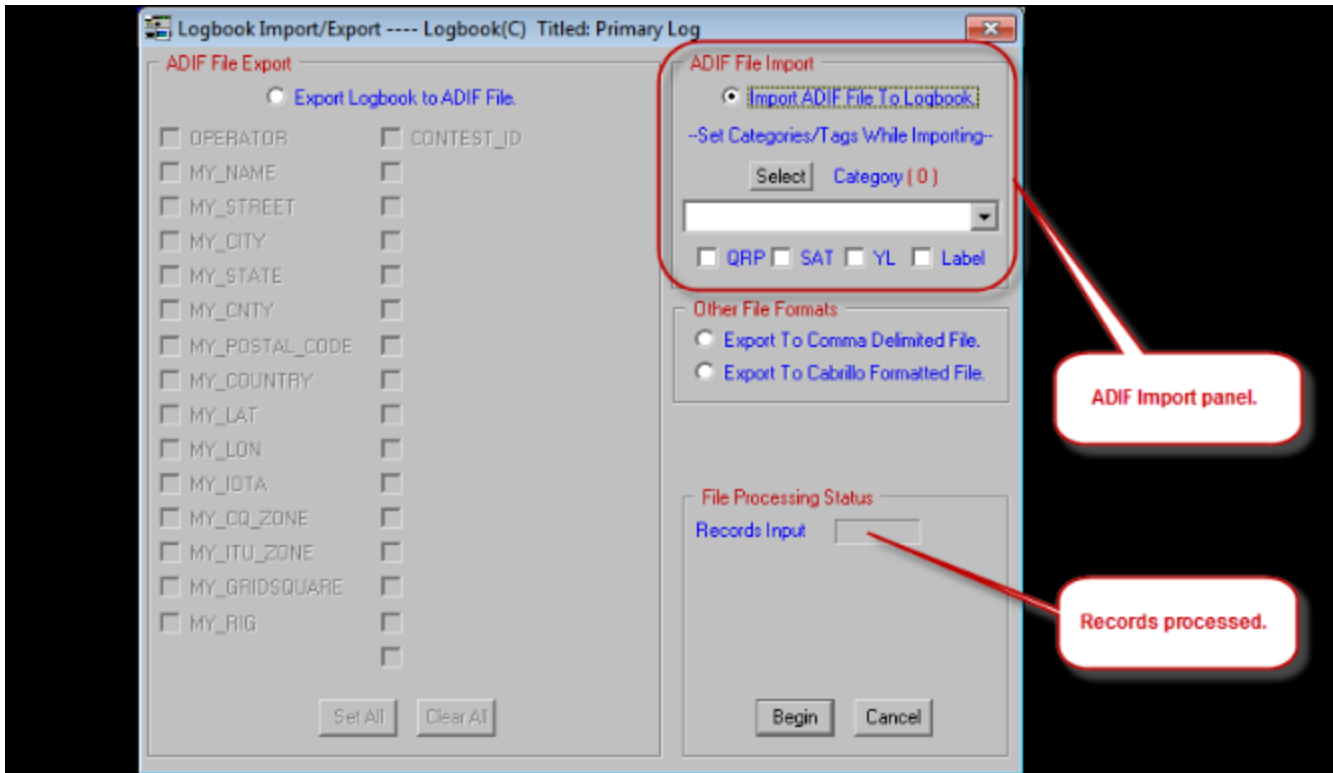 Logbook Import/Export ---- Logbook(C) Titled: Primary Log
ADIF File Export
Export Logbook to ADIF File.
OPERATOR
CONTEST_ID
MY_NAME
MY_STREET
MY_CITY
MY_STATE
MY_CNTY
MY_POSTAL_CODE
MY_COUNTRY
MY_LAT
MY_LON
MY_IOTA
MY_CQ_ZONE
MY_ITU_ZONE
MY_GRIDSQUARE
MY_RIG
Set All Clear All
ADIF File Import
Import ADIF File To Logbook.
--Set Categories/Tags While Importing--
Select Category ( 0 )
QRP SAT YL Label
Other File Formats
Export To Comma Delimited File.
Export To Cabrillo Formatted File.
File Processing Status
Records Input
Begin Cancel
ADIF Import panel.
Records processed.